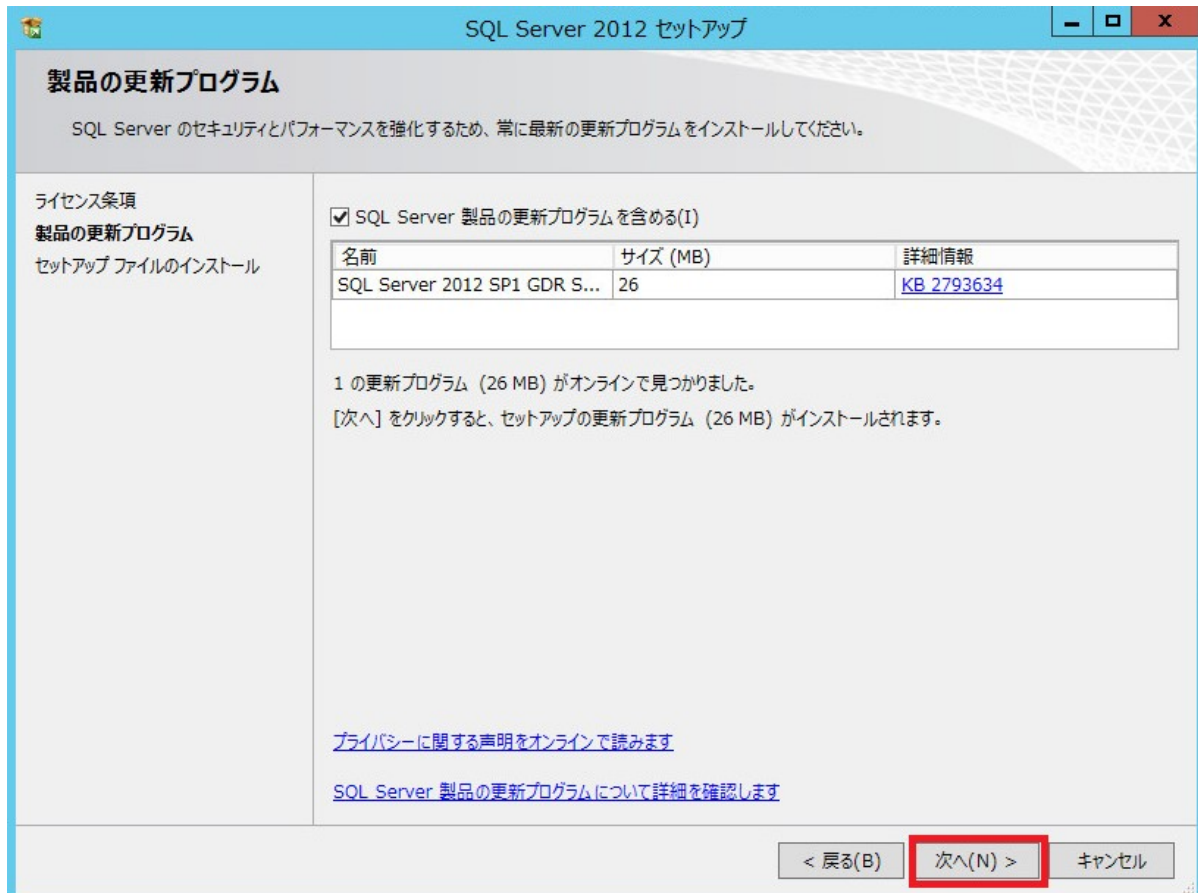 SQL Server 2012 セットアップ
製品の更新プログラム
SQL Server のセキュリティとパフォーマンスを強化するため、常に最新の更新プログラムをインストールしてください。
ライセンス条項
製品の更新プログラム
セットアップ ファイルのインストール
SQL Server 製品の更新プログラムを含める(I)
名前 サイズ (MB) 詳細情報
SQL Server 2012 SP1 GDR S... 26 KB 2793634
1 の更新プログラム (26 MB) がオンラインで見つかりました。
[次へ] をクリックすると、セットアップの更新プログラム (26 MB) がインストールされます。
プライバシーに関する声明をオンラインで読みます
SQL Server 製品の更新プログラムについて詳細を確認します
< 戻る(B) 次へ(N) > キャンセル